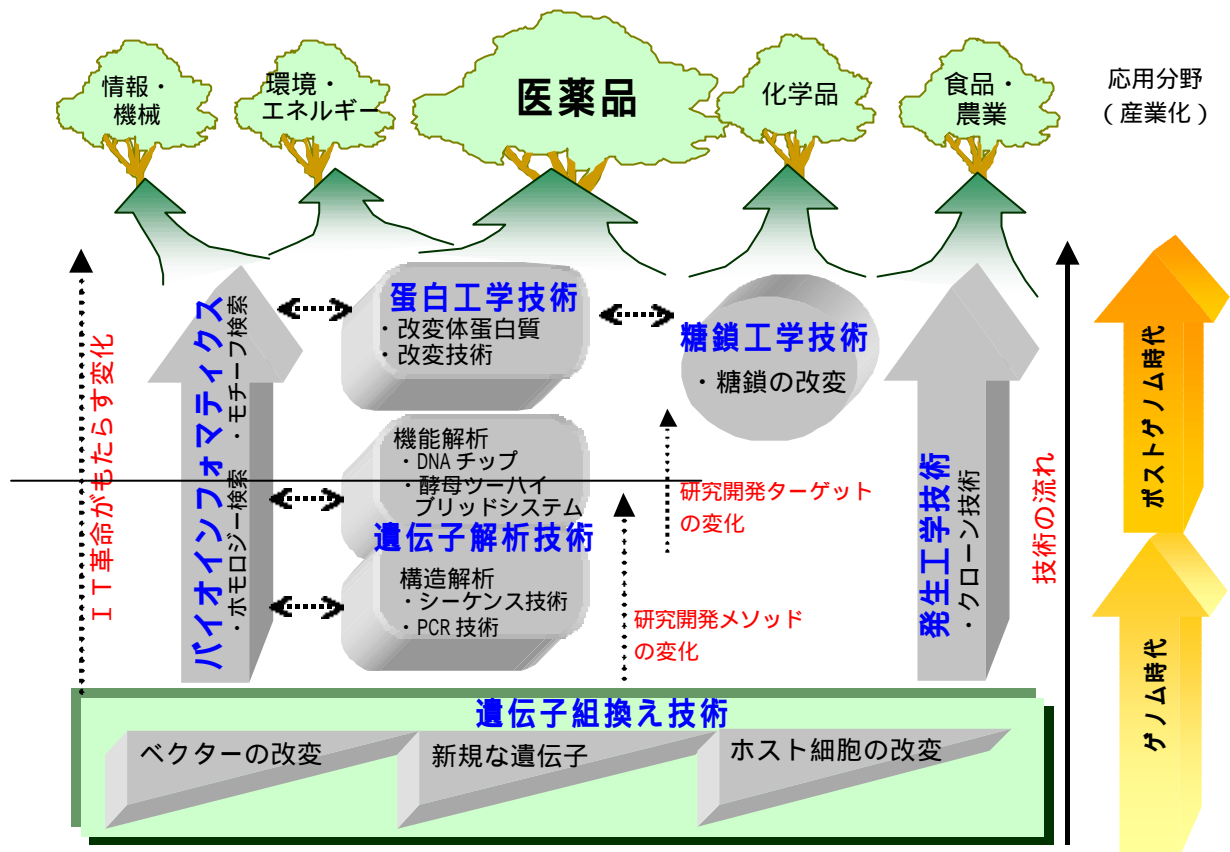 情報・
機械
環境・
エネルギー
医薬品
化学品
食品・
農業
応用分野
(産業化)
ＩＴ革命がもたらす変化
バイオインフォマティクス
・ホモロジー検索 ・モチーフ検索
蛋白工学技術
・改変体蛋白質
・改変技術
糖鎖工学技術
・糖鎖の改変
機能解析
・DNA チップ
・酵母ツーハイ
ブリッドシステム
遺伝子解析技術
構造解析
・シーケンス技術
・PCR 技術
研究開発ターゲット
の変化
研究開発メソッド
の変化
発生工学技術
・クローン技術
技術の流れ
ポストゲノム時代
ゲノム時代
遺伝子組換え技術
ベクターの改変
新規な遺伝子
ホスト細胞の改変